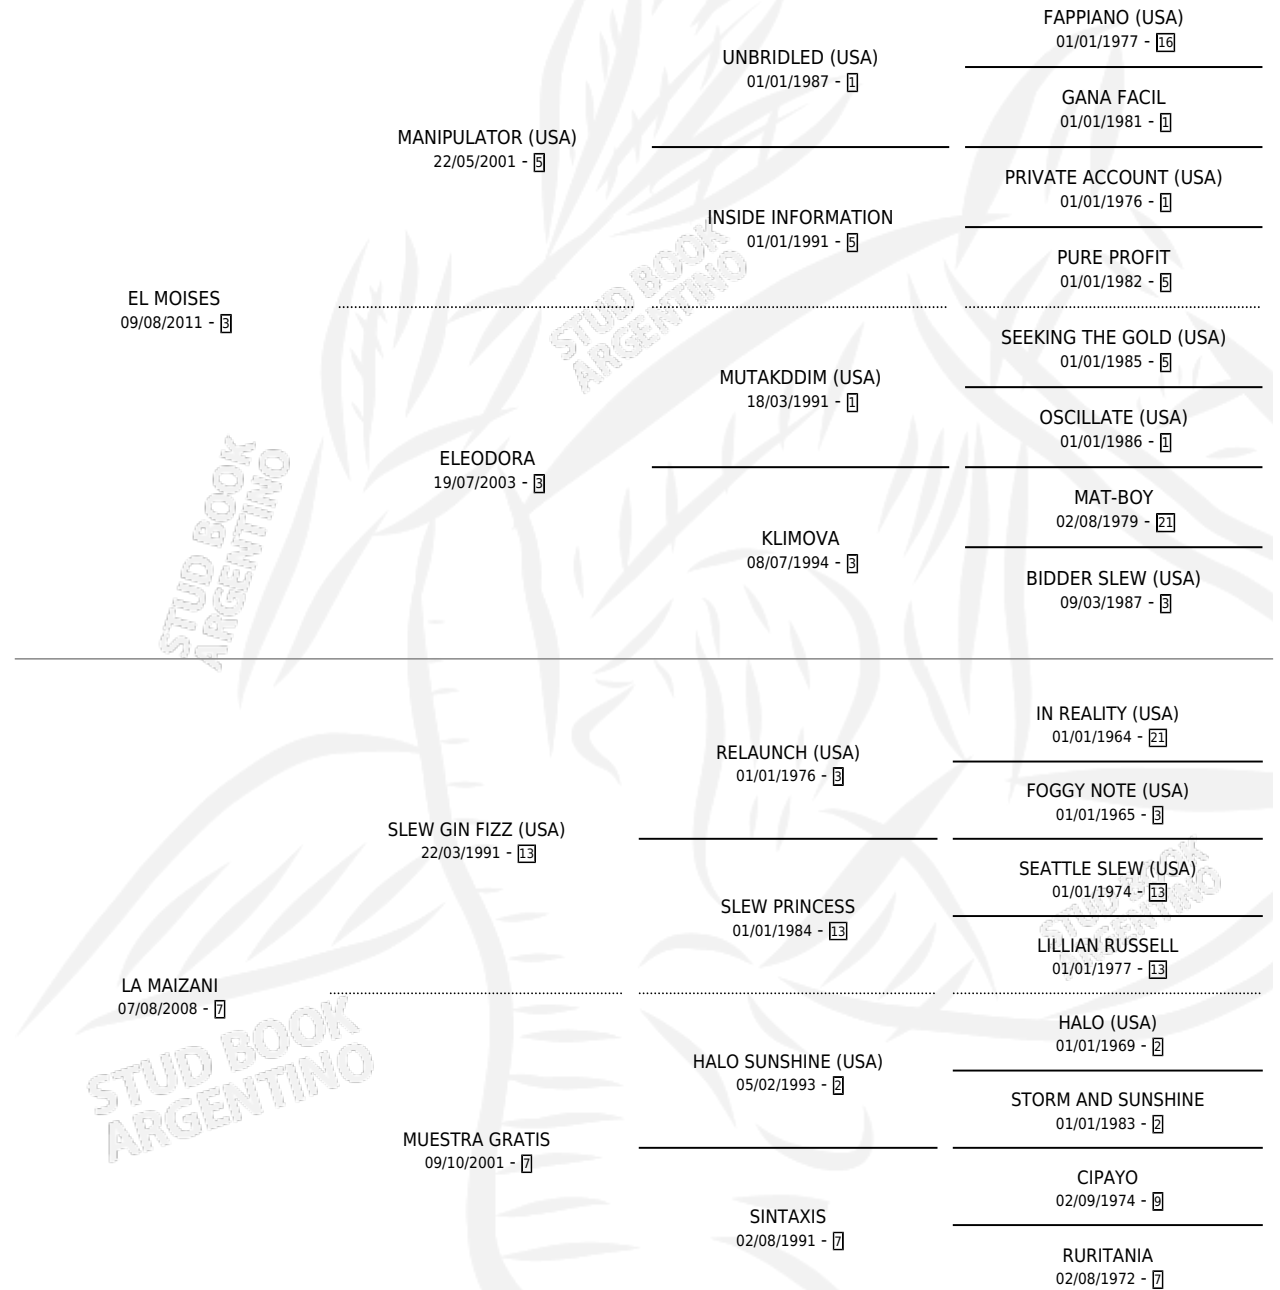 FAPPIANO (USA)
01/01/1977 - 16
UNBRIDLED (USA)
01/01/1987 - 1
GANA FACIL
01/01/1981 - 1
MANIPULATOR (USA)
22/05/2001 - 5
PRIVATE ACCOUNT (USA)
01/01/1976 - 1
INSIDE INFORMATION
01/01/1991 - 5
PURE PROFIT
01/01/1982 - 5
EL MOISES
09/08/2011 - 3
STUD BOOK
ARGENTINO
SEEKING THE GOLD (USA)
01/01/1985 - 5
MUTAKDDIM (USA)
18/03/1991 - 1
OSCILLATE (USA)
01/01/1986 - 1
ELEODORA
19/07/2003 - 3
MAT-BOY
02/08/1979 - 21
KLIMOVA
08/07/1994 - 3
BIDDER SLEW (USA)
09/03/1987 - 3
STUD BOOK
ARGENTINO
IN REALITY (USA)
01/01/1964 - 21
RELAUNCH (USA)
01/01/1976 - 3
FOGGY NOTE (USA)
01/01/1965 - 3
SLEW GIN FIZZ (USA)
22/03/1991 - 13
SEATTLE SLEW (USA)
01/01/1974 - 13
SLEW PRINCESS
01/01/1984 - 13
STUD BOOK
ARGENTINO
LILLIAN RUSSELL
01/01/1977 - 13
LA MAIZANI
07/08/2008 - 7
STUD BOOK
ARGENTINO
HALO (USA)
01/01/1969 - 2
HALO SUNSHINE (USA)
05/02/1993 - 2
STORM AND SUNSHINE
01/01/1983 - 2
MUESTRA GRATIS
09/10/2001 - 7
CIPAYO
02/09/1974 - 9
SINTAXIS
02/08/1991 - 7
RURITANIA
02/08/1972 - 7